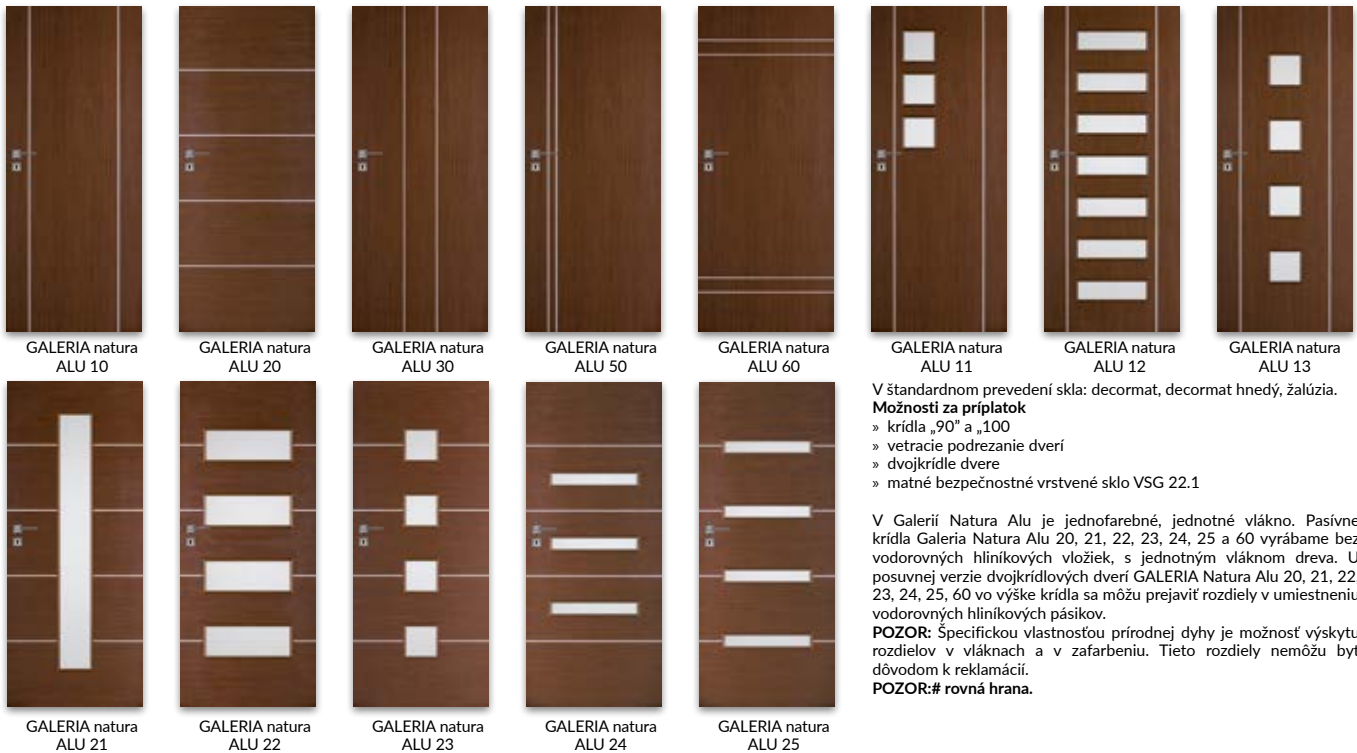 GALERIA natura
ALU 10
GALERIA natura
ALU 20
GALERIA natura
ALU 30
GALERIA natura
ALU 50
GALERIA natura
ALU 60
GALERIA natura
ALU 11
GALERIA natura
ALU 12
GALERIA natura
ALU 13
GALERIA natura
ALU 21
GALERIA natura
ALU 22
GALERIA natura
ALU 23
GALERIA natura
ALU 24
GALERIA natura
ALU 25
V štandardnom prevedení skla: decormat, decormat hnedý, žalúzia.
Možnosti za príplatok
» krídla „90” a „100
» vetracie podrezanie dverí
» dvojkrídle dvere
» matné bezpečnostné vrstvené sklo VSG 22.1
V Galerií Natura Alu je jednofarebné, jednotné vlákno. Pasívne
krídla Galeria Natura Alu 20, 21, 22, 23, 24, 25 a 60 vyrábame bez
vodorovných hliníkových vložiek, s jednotným vláknom dreva. U
posuvnej verzie dvojkrídlových dverí GALERIA Natura Alu 20, 21, 22,
23, 24, 25, 60 vo výške krídla sa môžu prejaviť rozdiely v umiestneniu
vodorovných hliníkových pásikov.
POZOR: Špecifickou vlastnosťou prírodnej dyhy je možnosť výskytu
rozdielov v vláknach a v zafarbeniu. Tieto rozdiely nemôžu byť
dôvodom k reklamácií.
POZOR:# rovná hrana.